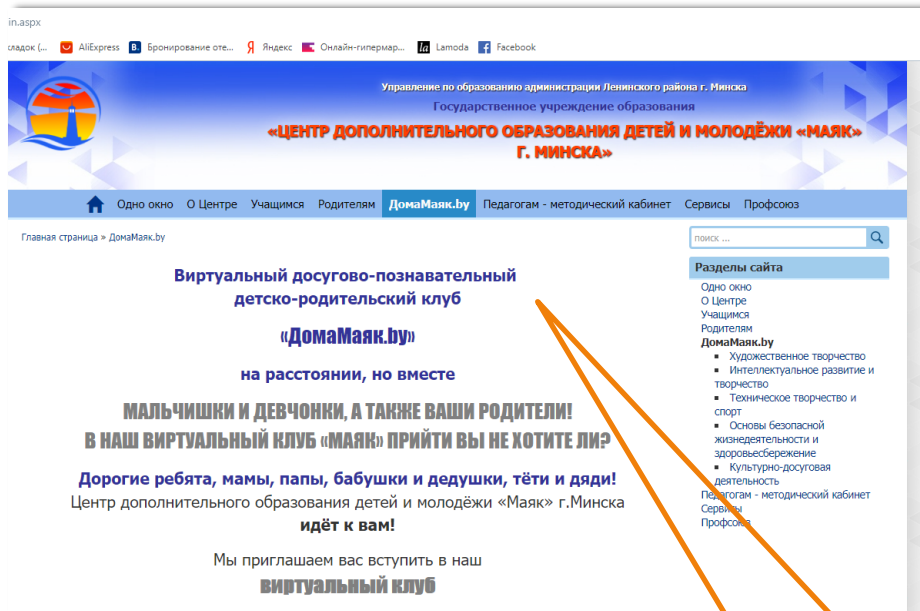 in.aspx
кладок (... AliExpress Бронирование оте... Яндекс Онлайн-гипермар... la Lamoda Facebook
Управление по образованию администрации Ленинского района г. Минска
Государственное учреждение образования
«ЦЕНТР ДОПОЛНИТЕЛЬНОГО ОБРАЗОВАНИЯ ДЕТЕЙ И МОЛОДЁЖИ «МАЯК»
Г. МИНСКА»
Одно окно О Центре Учащимся Родителям ДомаМаяк.by Педагогам - методический кабинет Сервисы Профсоюз
Главная страница » ДомаМаяк.by
поиск ...
Виртуальный досугово-познавательный
детско-родительский клуб
«ДомаМаяк.by»
на расстоянии, но вместе
МАЛЬЧИШКИ И ДЕВЧОНКИ, А ТАКЖЕ ВАШИ РОДИТЕЛИ!
В НАШ ВИРТУАЛЬНЫЙ КЛУБ «МАЯК» ПРИЙТИ ВЫ НЕ ХОТИТЕ ЛИ?
Дорогие ребята, мамы, папы, бабушки и дедушки, тёти и дяди!
Центр дополнительного образования детей и молодёжи «Маяк» г.Минска
идёт к вам!
Мы приглашаем вас вступить в наш
виртуальный клуб
Разделы сайта
Одно окно
О Центре
Учащимся
Родителям
ДомаМаяк.by
Художественное творчество
Интеллектуальное развитие и
творчество
Техническое творчество и
спорт
Основы безопасной
жизнедеятельности и
здоровьесбережение
Культурно-досуговая
деятельность
Педагогам - методический кабинет
Сервисы
Профсоюз